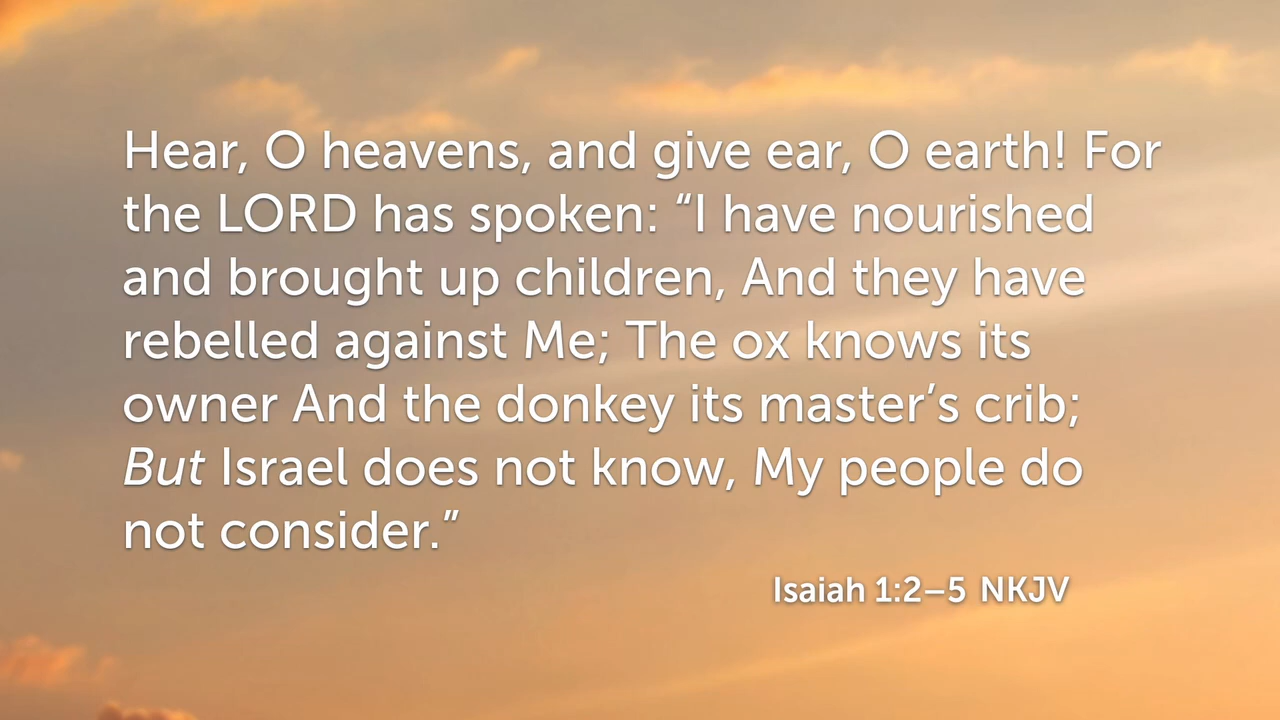 Hear, O heavens, and give ear, O earth! For
the LORD has spoken: “I have nourished
and brought up children, And they have
rebelled against Me; The ox knows its
owner And the donkey its master’s crib;
But Israel does not know, My people do
not consider.”
Isaiah 1:2–5 NKJV